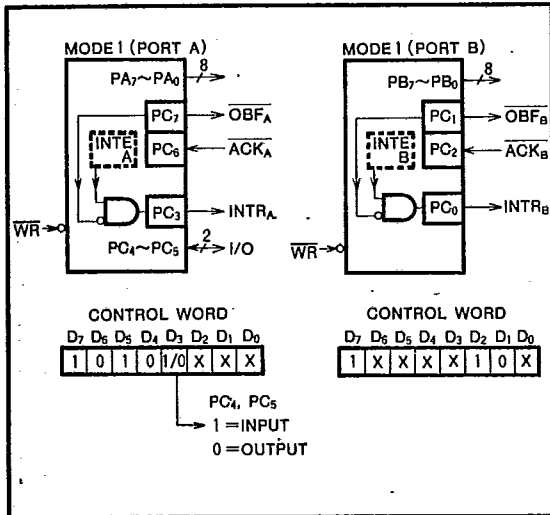 MODE 1 (PORT A)
PA7~PA0 8
PC7 OBFA
INTE A
PC6 ACKA
PC3 INTRA
WR
PC4~PC5 2 I/O
CONTROL WORD
D7 D6 D5 D4 D3 D2 D1 D0
1 0 1 0 1/0 X X X
PC4, PC5
1=INPUT
0=OUTPUT
MODE 1 (PORT B)
PB7~PB0 8
PC1 OBFB
INTE B
PC2 ACKB
PC0 INTRB
WR
CONTROL WORD
D7 D6 D5 D4 D3 D2 D1 D0
1 X X X X 1 0 X